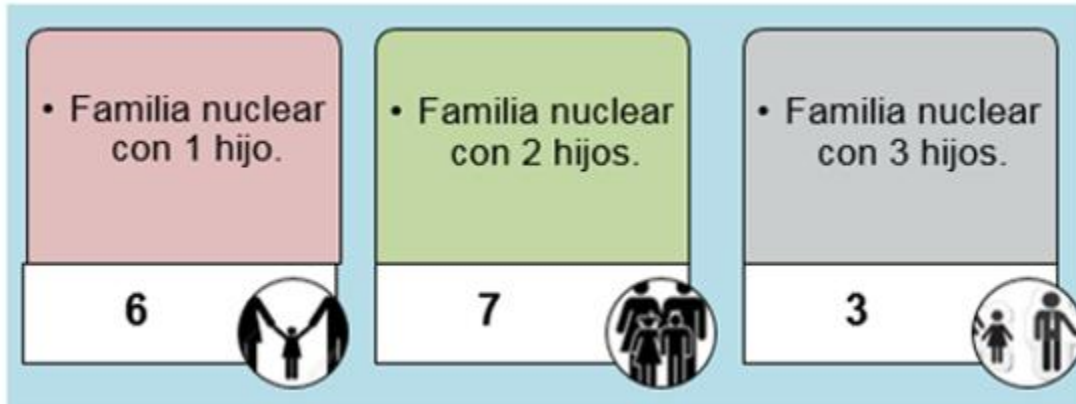 • Familia nuclear
con 1 hijo.
6
• Familia nuclear
con 2 hijos.
7
• Familia nuclear
con 3 hijos.
3